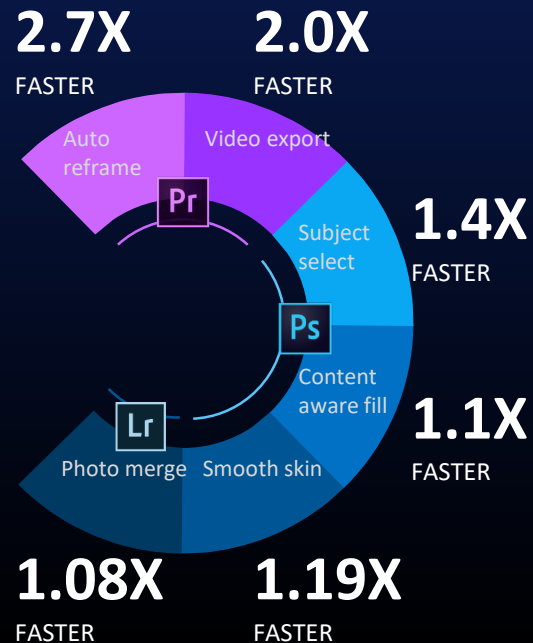 2.7X
2.0X
FASTER
FASTER
Auto
reframe
Video export
Pr
Subject
select
1.4X
FASTER
Ps
Content
aware fill
1.1X
FASTER
Lr
Photo merge
Smooth skin
1.08X
1.19X
FASTER
FASTER